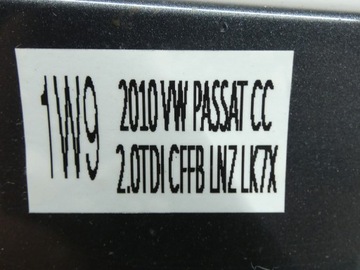 1W9
2010 VW PASSAT CC
2.0TDI CFFB LNZ LK7X